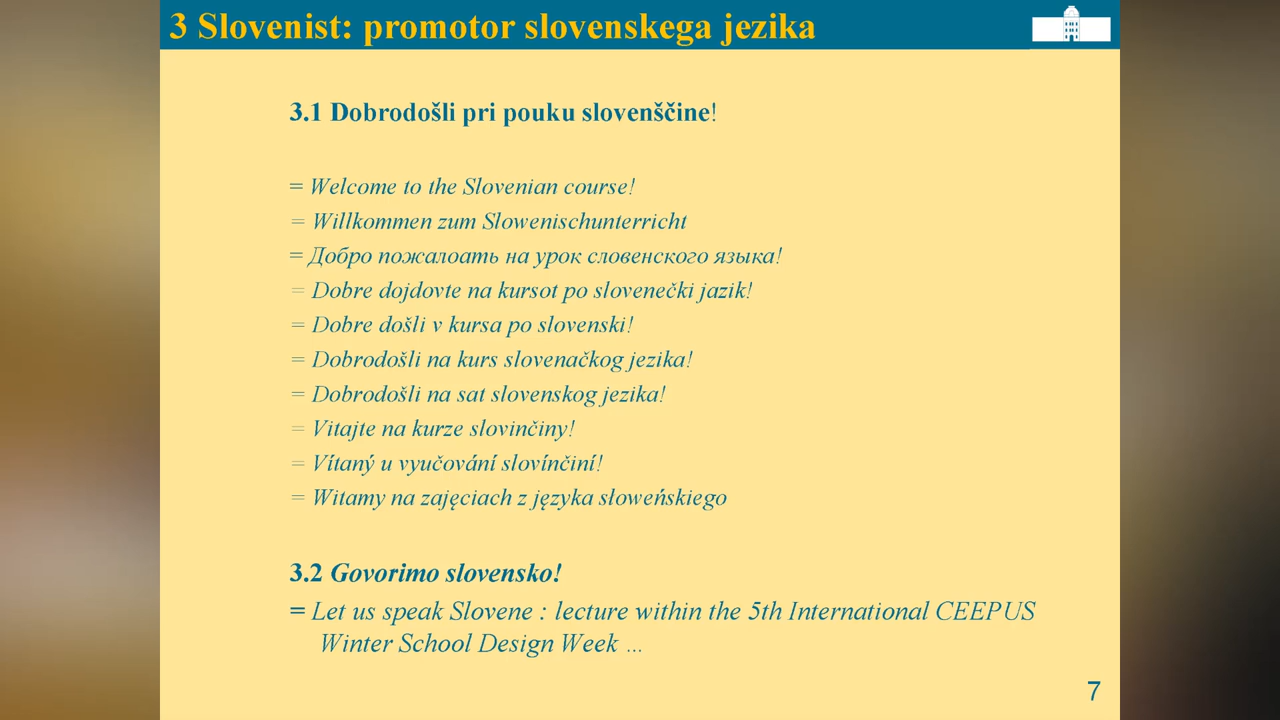 3 Slovenist: promotor slovenskega jezika
3.1 Dobrodošli pri pouku slovenščine!
= Welcome to the Slovenian course!
= Willkommen zum Slowenischunterricht
= Добро пожалоать на урок словенского языка!
= Dobre dojdovte na kursot po slovenečki jazik!
= Dobre došli v kursa po slovenski!
= Dobrodošli na kurs slovenačkog jezika!
= Dobrodošli na sat slovenskog jezika!
= Vitajte na kurze slovinčiny!
= Vítaný u vyučování slovínčiní!
= Witamy na zajęciach z języka słoweńskiego
3.2 Govorimo slovensko!
= Let us speak Slovene : lecture within the 5th International CEEPUS
Winter School Design Week ...
7